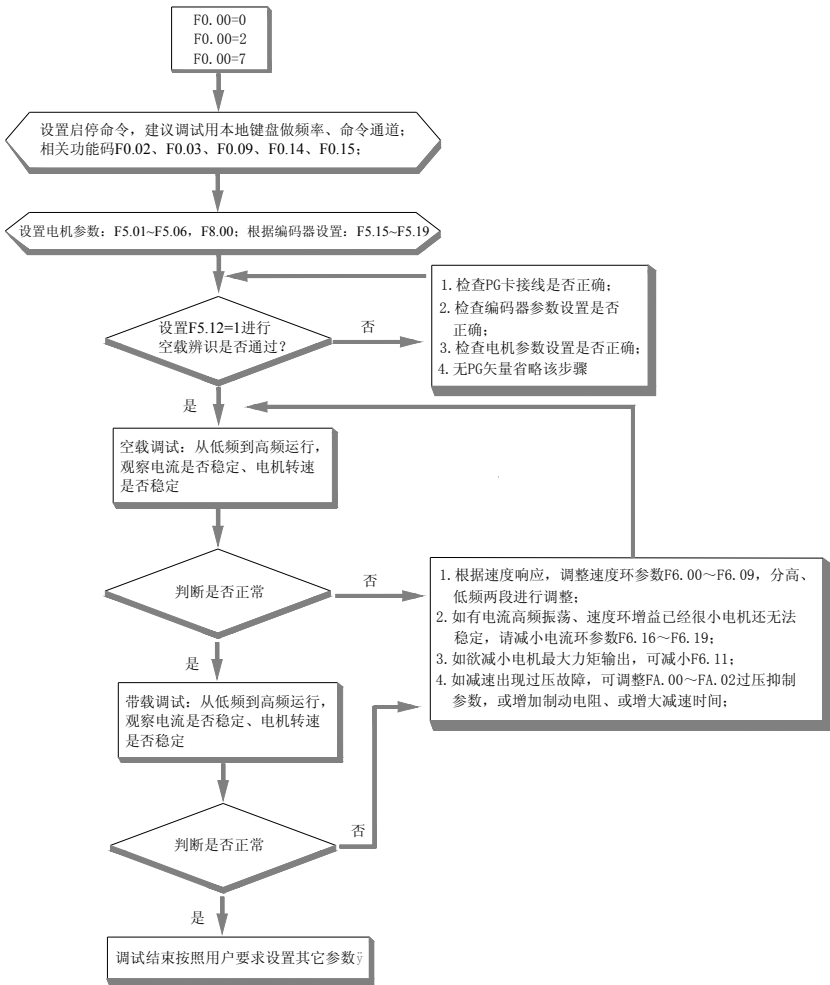 F0.00=0
F0.00=2
F0.00=7
设置启停命令，建议调试用本地键盘做频率、命令通道；
相关功能码F0.02、F0.03、F0.09、F0.14、F0.15；
设置电机参数：F5.01~F5.06，F8.00；根据编码器设置：F5.15~F5.19
设置F5.12=1进行
空载辨识是否通过？
否
1.检查PG卡接线是否正确；
2.检查编码器参数设置是否
正确；
3.检查电机参数设置是否正确；
4.无PG矢量省略该步骤
是
空载调试：从低频到高频运行，
观察电流是否稳定、电机转速
是否稳定
判断是否正常
否
1.根据速度响应，调整速度环参数F6.00～F6.09，分高、
低频两段进行调整；
2.如有电流高频振荡、速度环增益已经很小电机还无法
稳定，请减小电流环参数F6.16～F6.19；
3.如欲减小电机最大力矩输出，可减小F6.11；
4.如减速出现过压故障，可调整FA.00～FA.02过压抑制
参数，或增加制动电阻、或增大减速时间；
是
带载调试：从低频到高频运行，
观察电流是否稳定、电机转速
是否稳定
判断是否正常
否
是
调试结束按照用户要求设置其它参数ÿ